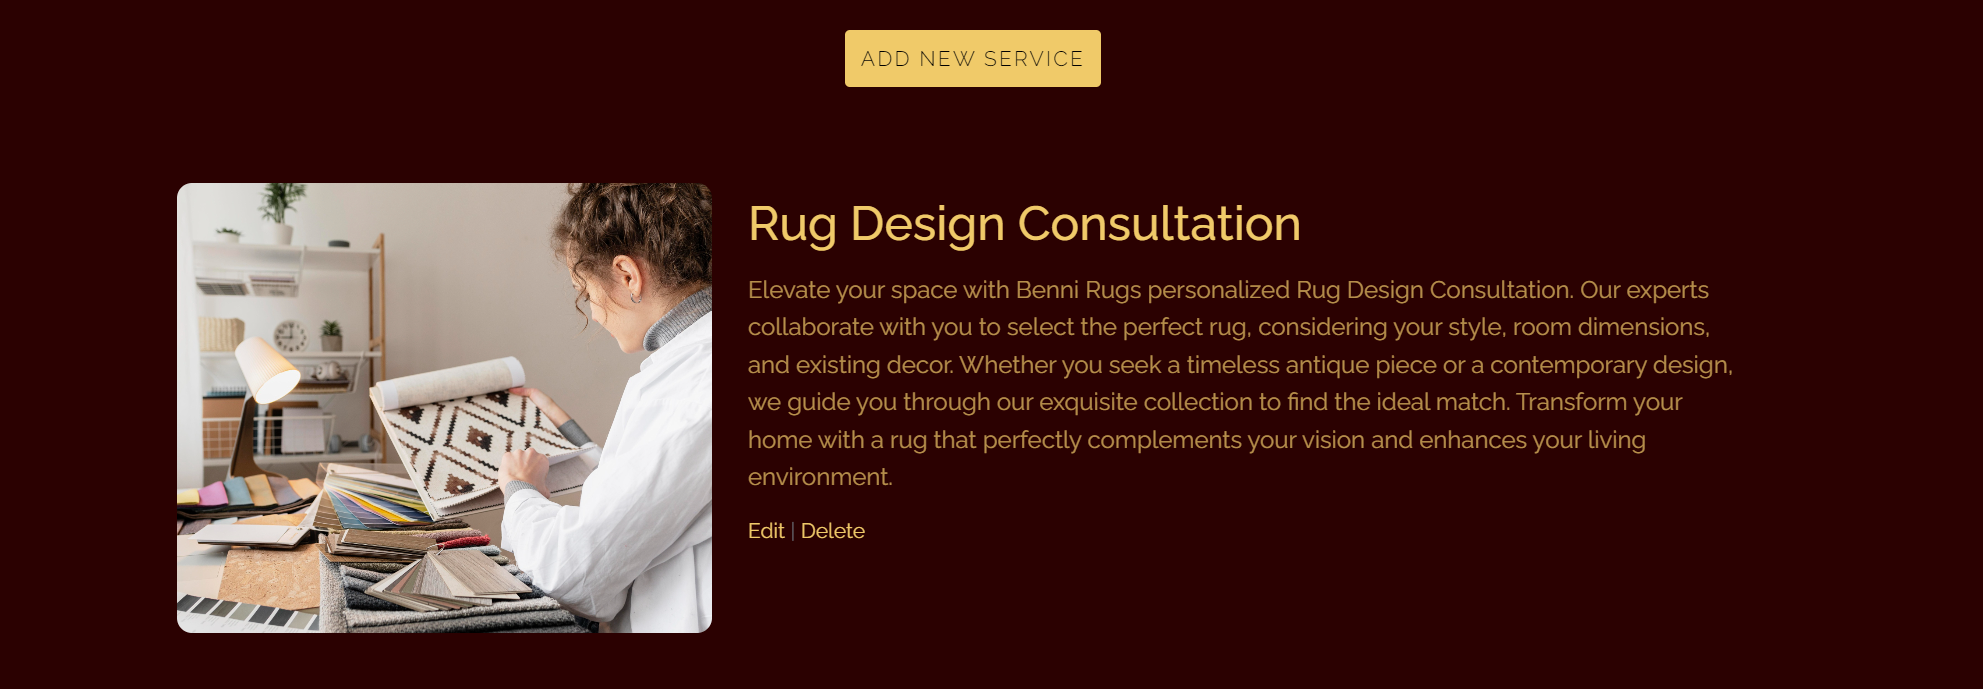 ADD NEW SERVICE
Rug Design Consultation
Elevate your space with Benni Rugs personalized Rug Design Consultation. Our experts
collaborate with you to select the perfect rug, considering your style, room dimensions,
and existing decor. Whether you seek a timeless antique piece or a contemporary design,
we guide you through our exquisite collection to find the ideal match. Transform your
home with a rug that perfectly complements your vision and enhances your living
environment.
Edit | Delete